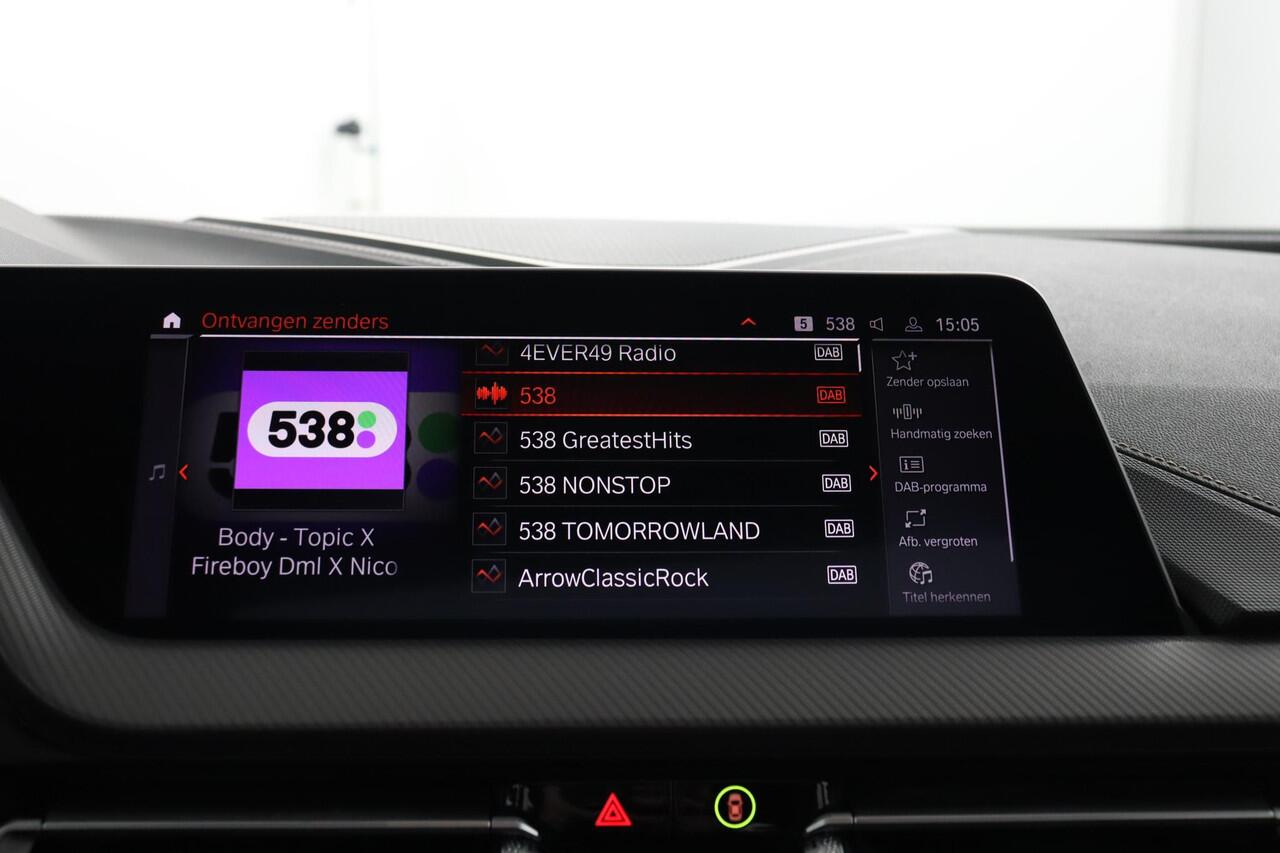 Ontvangen zenders
5 538 15:05
538
Body - Topic X
Fireboy Dml X Nico
4EVER49 Radio DAB
538 DAB
538 GreatestHits DAB
538 NONSTOP DAB
538 TOMORROWLAND DAB
ArrowClassicRock DAB
Zender opslaan
Handmatig zoeken
DAB-programma
Afb. vergroten
Titel herkennen